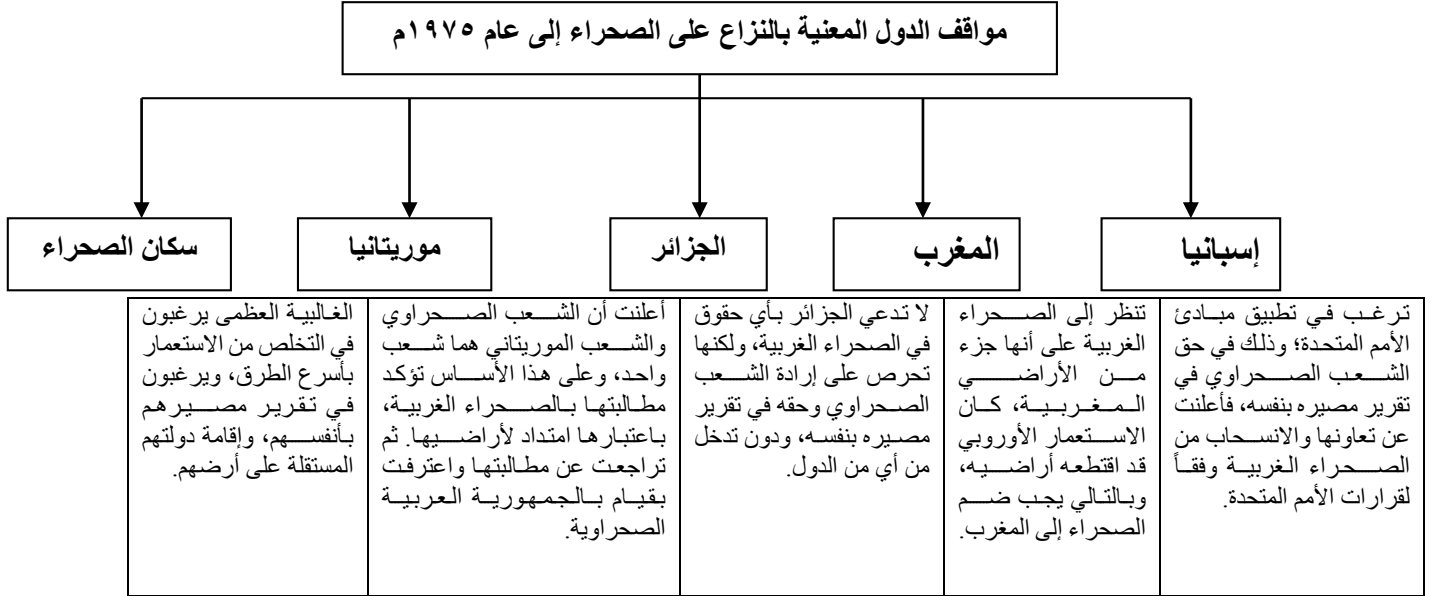 مواقف الدول المعنية بالنزاع على الصحراء إلى عام ١٩٧٥م
إسبانيا
المغرب
الجزائر
موريتانيا
سكان الصحراء
ترغب في تطبيق مبادئ
الأمم المتحدة؛ وذلك في حق
الشعب الصحراوي في
تقرير مصيره بنفسه، فأعلنت
عن تعاونها والانسحاب من
الصحراء الغربية وفقاً
لقرارات الأمم المتحدة.
تنظر إلى الصحراء
الغربية على أنها جزء
من الأراضي
المغربية، كان
الاستعمار الأوروبي
قد اقتطعه أراضيه،
وبالتالي يجب ضم
الصحراء إلى المغرب.
لا تدعي الجزائر بأي حقوق
في الصحراء الغربية، ولكنها
تحرص على إرادة الشعب
الصحراوي وحقه في تقرير
مصيره بنفسه، ودون تدخل
من أي من الدول.
أعلنت أن الشعب الصحراوي
والشعب الموريتاني هما شعب
واحد، وعلى هذا الأساس تؤكد
مطالبتها بالصحراء الغربية،
باعتبارها امتداد لأراضيها. ثم
تراجعت عن مطالبتها واعترفت
بقيام بالجمهورية العربية
الصحراوية.
الغالبية العظمى يرغبون
في التخلص من الاستعمار
بأسرع الطرق، ويرغبون
في تقرير مصيرهم
بأنفسهم، وإقامة دولتهم
المستقلة على أرضهم.